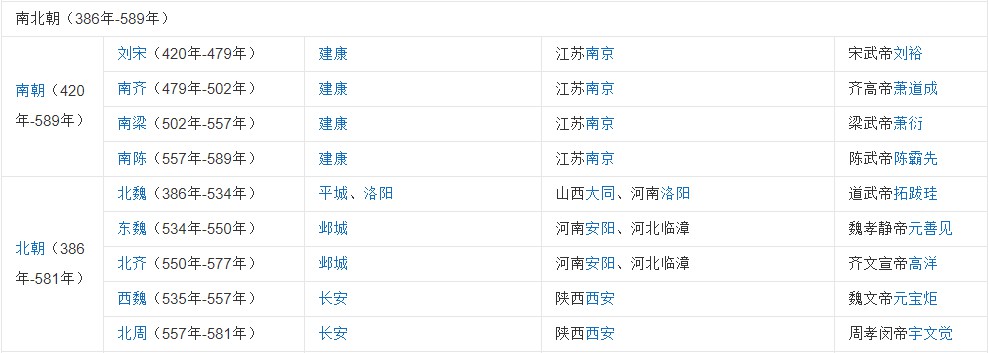 南北朝（386年-589年）
南朝（420年-589年）
刘宋（420年-479年） 建康 江苏南京 宋武帝刘裕
南齐（479年-502年） 建康 江苏南京 齐高帝萧道成
南梁（502年-557年） 建康 江苏南京 梁武帝萧衍
南陈（557年-589年） 建康 江苏南京 陈武帝陈霸先
北朝（386年-581年）
北魏（386年-534年） 平城、洛阳 山西大同、河南洛阳 道武帝拓跋珪
东魏（534年-550年） 邺城 河南安阳、河北临漳 魏孝静帝元善见
北齐（550年-577年） 邺城 河南安阳、河北临漳 齐文宣帝高洋
西魏（535年-557年） 长安 陕西西安 魏文帝元宝炬
北周（557年-581年） 长安 陕西西安 周孝闵帝宇文觉